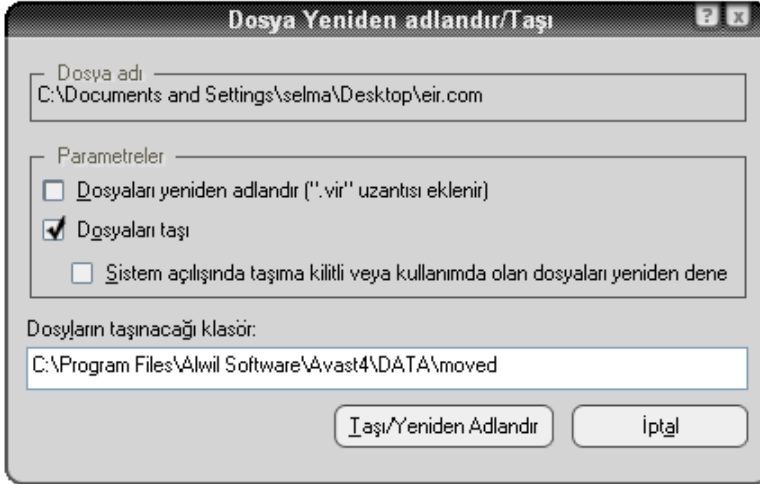 Dosya Yeniden adlandır/Taşı
Dosya adı
C:\Documents and Settings\selma\Desktop\eir.com
Parametreler
Dosyaları yeniden adlandır (".vir" uzantısı eklenir)
Dosyaları taşı
Sistem açılışında taşıma kilitli veya kullanımda olan dosyaları yeniden dene
Dosyların taşınacağı klasör:
C:\Program Files\Alwil Software\Avast4\DATA\moved
Taşı/Yeniden Adlandır İptal